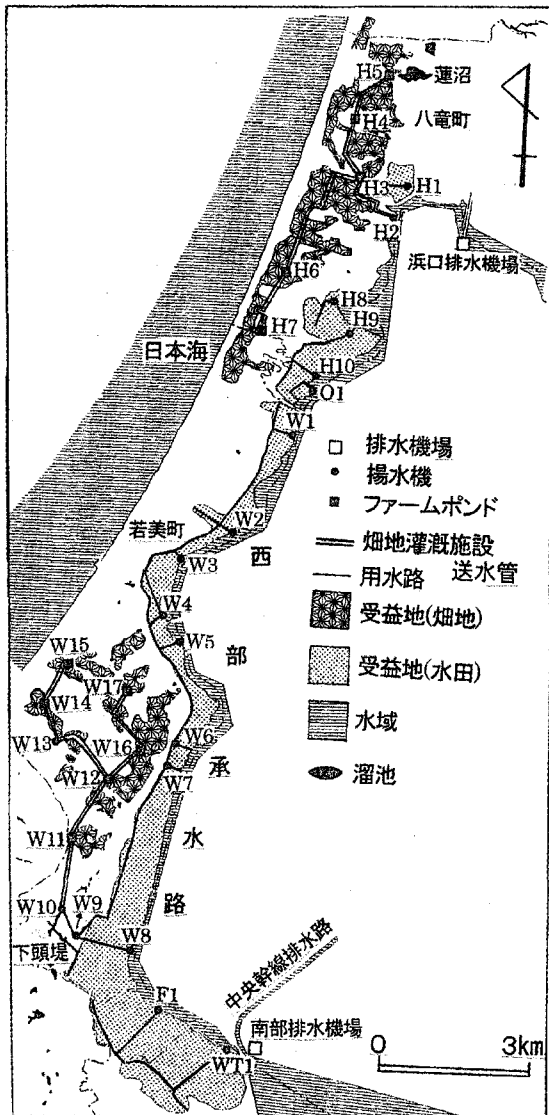 H5
蓮沼
H4
八竜町
H3
H1
H2
浜口排水機場
H6
H8
H9
H7
日本海
H10
O1
W1
排水機場
揚水機
ファームポンド
畑地灌漑施設
用水路 送水管
受益地(畑地)
受益地(水田)
水域
溜池
若美町
W2
W3
W4
W5
西部承水路
W15
W17
W14
W13
W16
W12
W6
W7
W11
W10
W9
W8
下頭堤
中央幹線排水路
F1
南部排水機場
WT1
0 3km